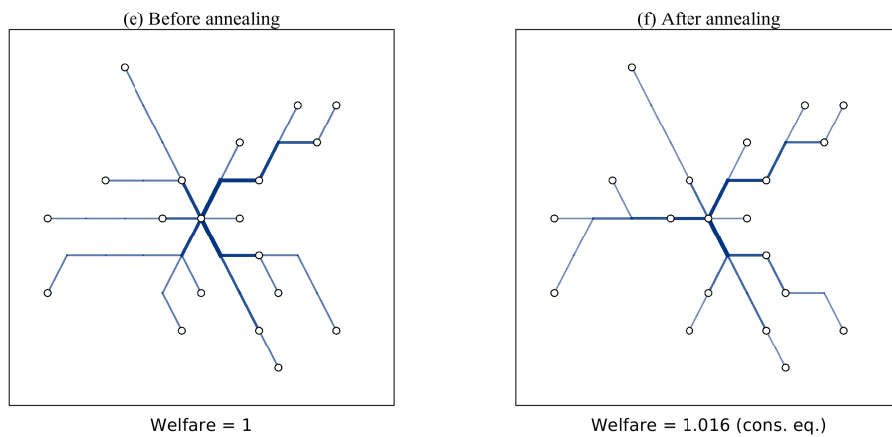 (e) Before annealing
(f) After annealing
Welfare = 1
Welfare = 1.016 (cons. eq.)